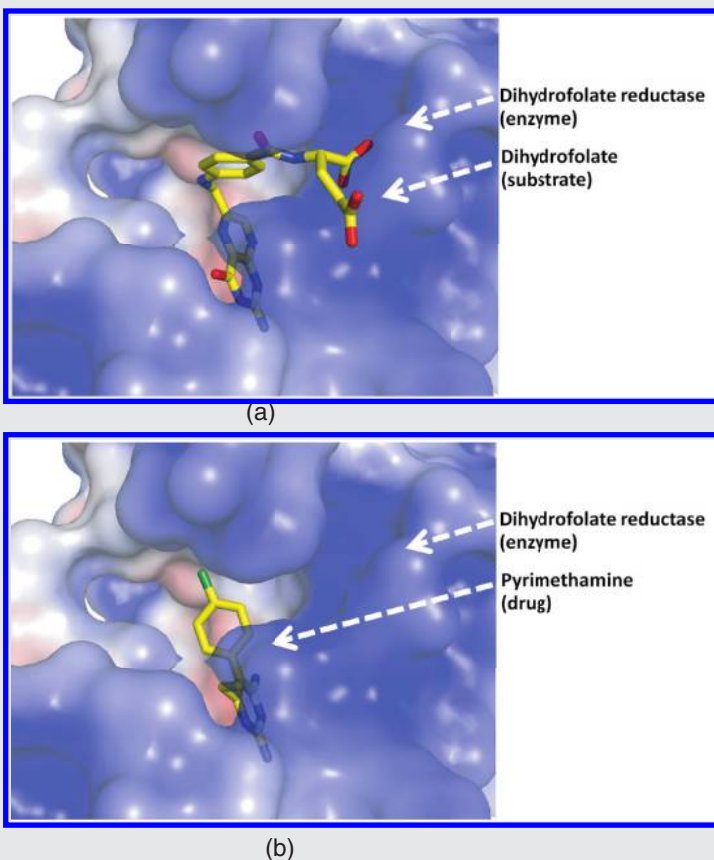 Dihydrofolate reductase
(enzyme)
Dihydrofolate
(substrate)
(a)
Dihydrofolate reductase
(enzyme)
Pyrimethamine
(drug)
(b)